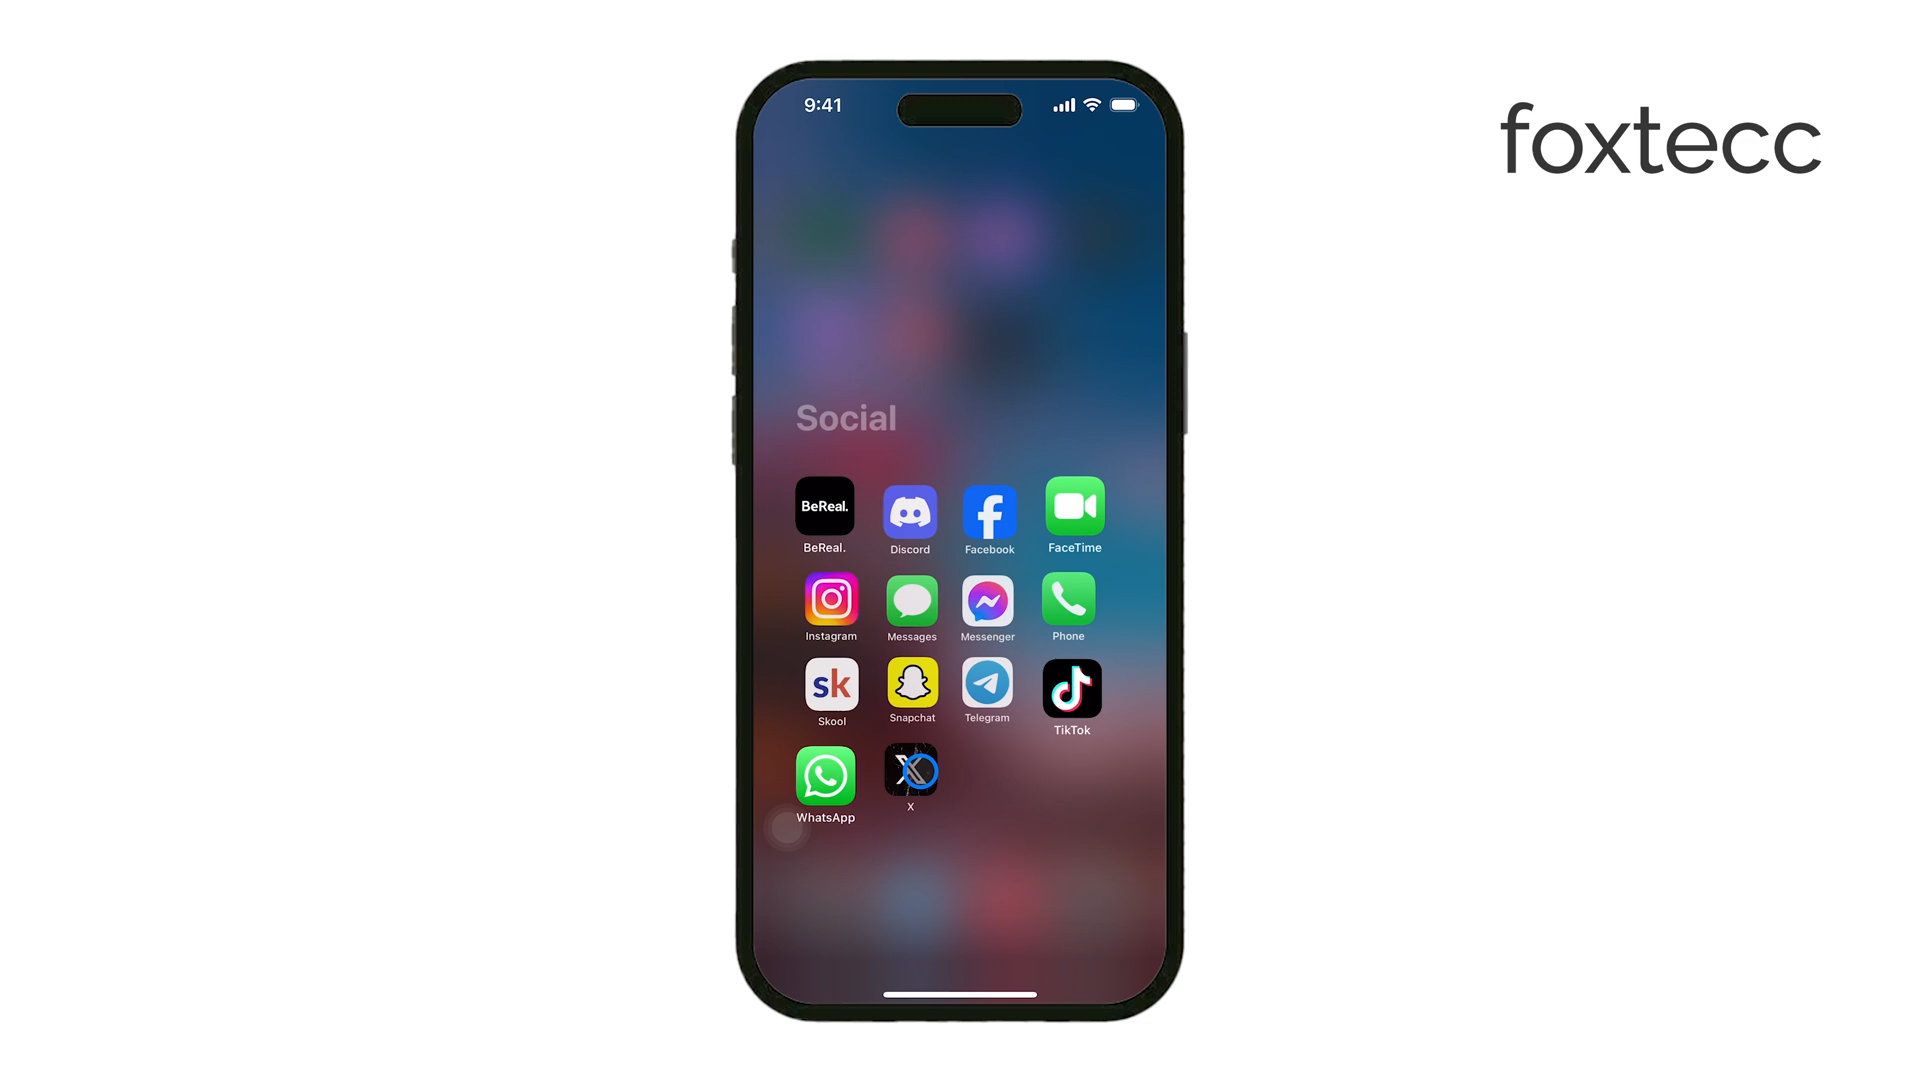 9:41
foxtecc
Social
BeReal.
BeReal. Discord Facebook FaceTime
Instagram Messages Messenger Phone
sk
Skool Snapchat Telegram TikTok
WhatsApp X